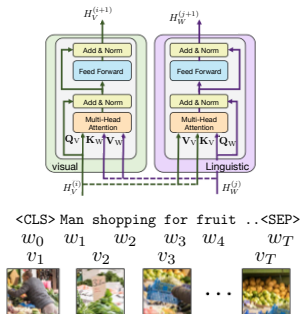 H_V^{(i+1)} H_W^{(j+1)}
Add & Norm Add & Norm
Feed Forward Feed Forward
Add & Norm Add & Norm
Multi-Head Attention Multi-Head Attention
Q_V K_W V_W V_V K_V Q_W
visual Linguistic
H_V^{(i)} H_W^{(j)}
<CLS> Man shopping for fruit ..<SEP>
w_0 w_1 w_2 w_3 w_4 w_T
v_1 v_2 v_3 v_T